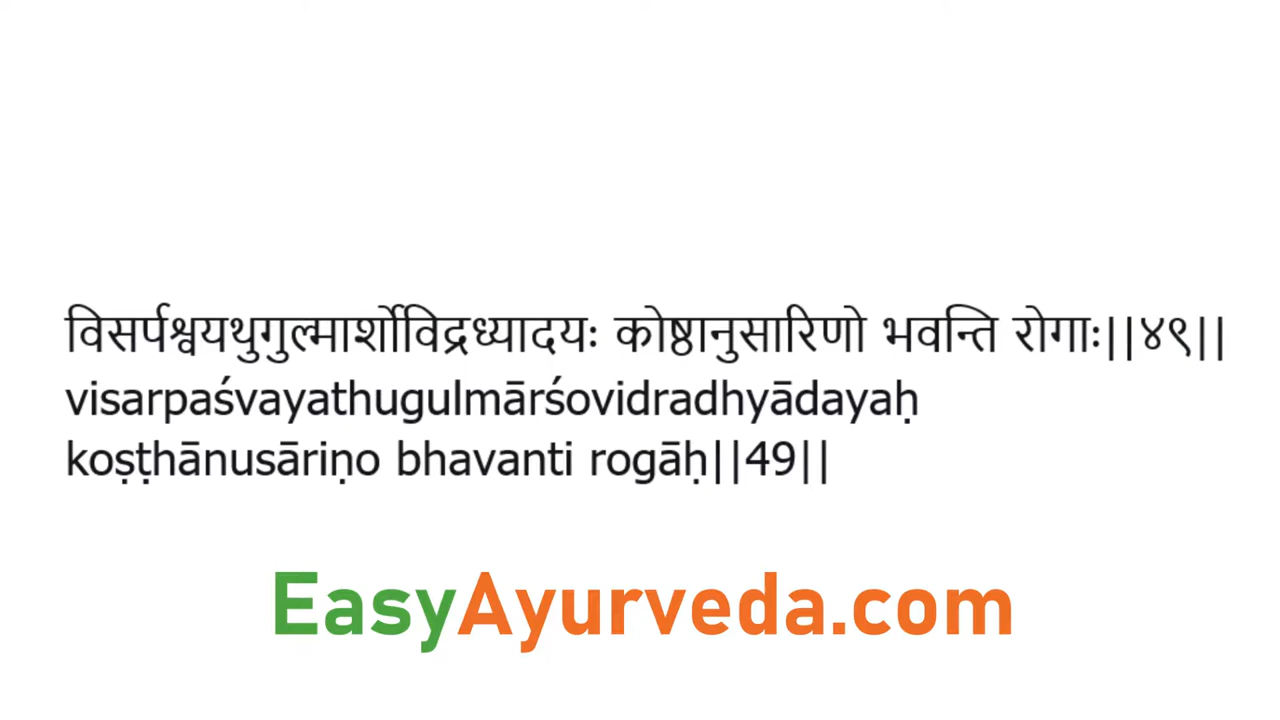 विसर्पश्वयथुगुल्मार्शोविद्रध्यादयः कोष्ठानुसारिणो भवन्ति रोगाः||४९||
visarpaśvayathugulmārśovidradhyādayaḥ
koṣṭhānusāriṇo bhavanti rogāḥ||49||
EasyAyurveda.com